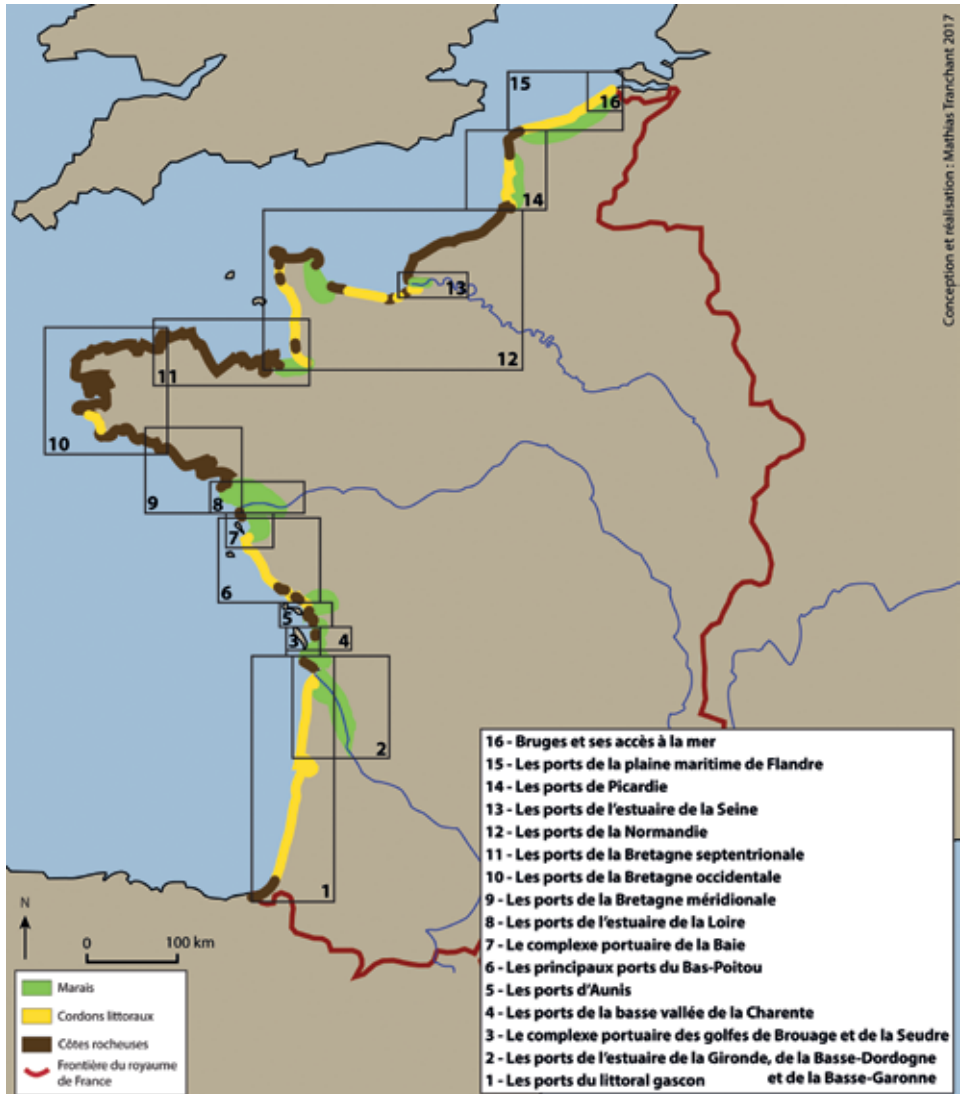 Conception et réalisation : Mathias Tranchant 2017
15
16
14
13
12
11
10
9
8
7
6
5
3
4
2
1
N
0 100 km
Marais
Cordons littoraux
Côtes rocheuses
Frontière du royaume
de France
16 - Bruges et ses accès à la mer
15 - Les ports de la plaine maritime de Flandre
14 - Les ports de Picardie
13 - Les ports de l'estuaire de la Seine
12 - Les ports de la Normandie
11 - Les ports de la Bretagne septentrionale
10 - Les ports de la Bretagne occidentale
9 - Les ports de la Bretagne méridionale
8 - Les ports de l'estuaire de la Loire
7 - Le complexe portuaire de la Baie
6 - Les principaux ports du Bas-Poitou
5 - Les ports d'Aunis
4 - Les ports de la basse vallée de la Charente
3 - Le complexe portuaire des golfes de Brouage et de la Seudre
2 - Les ports de l'estuaire de la Gironde, de la Basse-Dordogne
et de la Basse-Garonne
1 - Les ports du littoral gascon